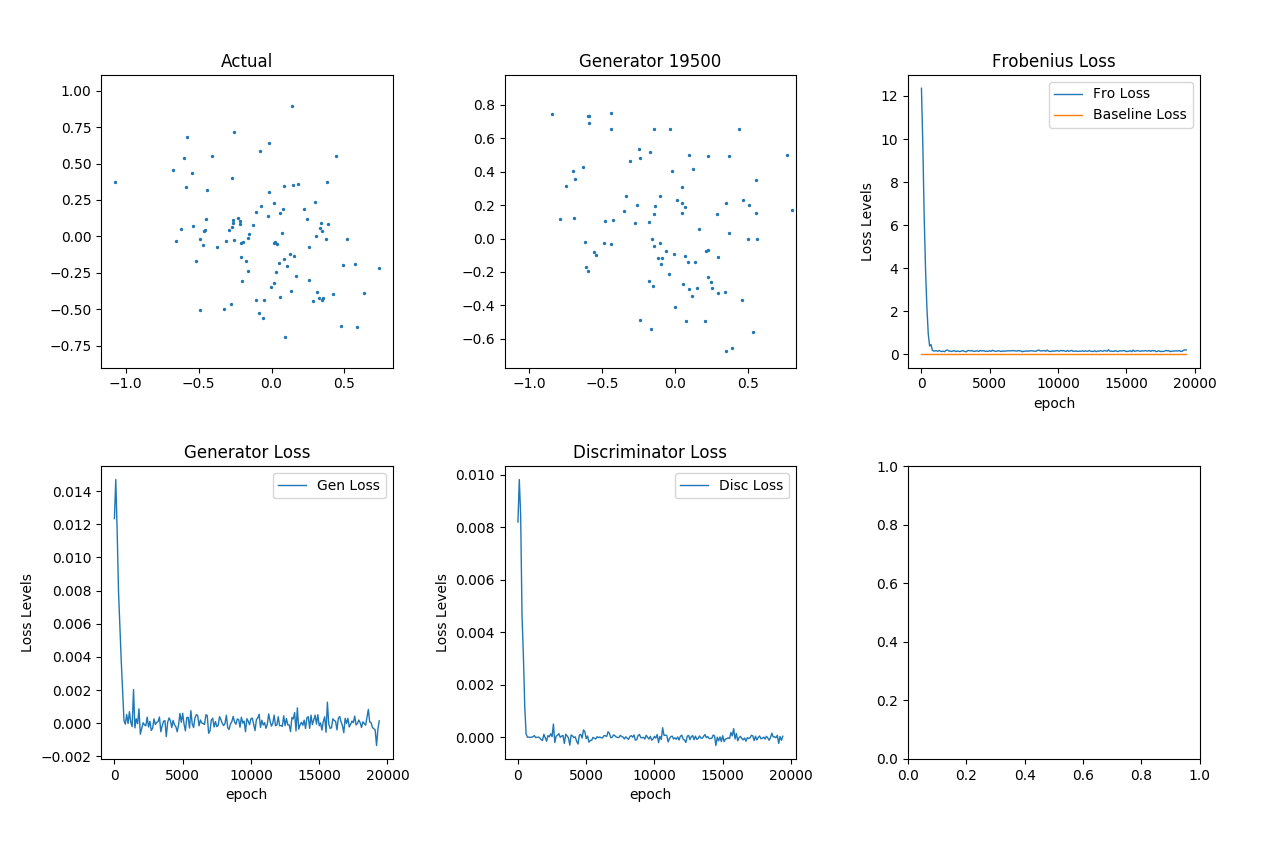 Actual
1.00
0.75
0.50
0.25
0.00
−0.25
−0.50
−0.75
−1.0 −0.5 0.0 0.5
Generator 19500
0.8
0.6
0.4
0.2
0.0
−0.2
−0.4
−0.6
−1.0 −0.5 0.0 0.5
Frobenius Loss
Fro Loss
Baseline Loss
Loss Levels
12
10
8
6
4
2
0
0 5000 10000 15000 20000
epoch
Generator Loss
Gen Loss
Loss Levels
0.014
0.012
0.010
0.008
0.006
0.004
0.002
0.000
−0.002
0 5000 10000 15000 20000
epoch
Discriminator Loss
Disc Loss
Loss Levels
0.010
0.008
0.006
0.004
0.002
0.000
0 5000 10000 15000 20000
epoch
1.0
0.8
0.6
0.4
0.2
0.0
0.0 0.2 0.4 0.6 0.8 1.0